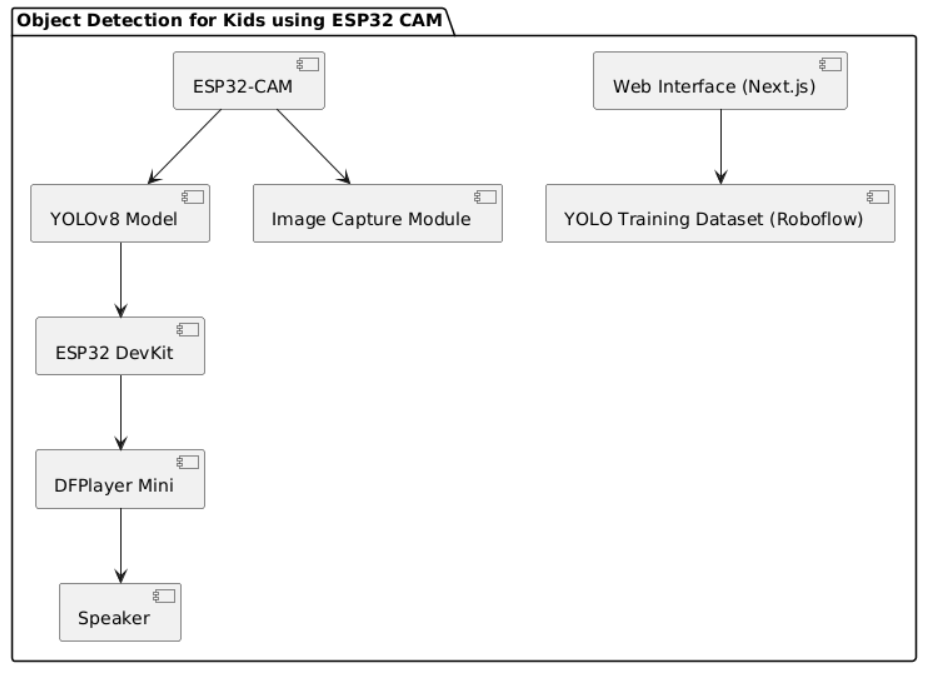 Object Detection for Kids using ESP32 CAM
ESP32-CAM
Web Interface (Next.js)
YOLOv8 Model
Image Capture Module
YOLO Training Dataset (Roboflow)
ESP32 DevKit
DFPlayer Mini
Speaker